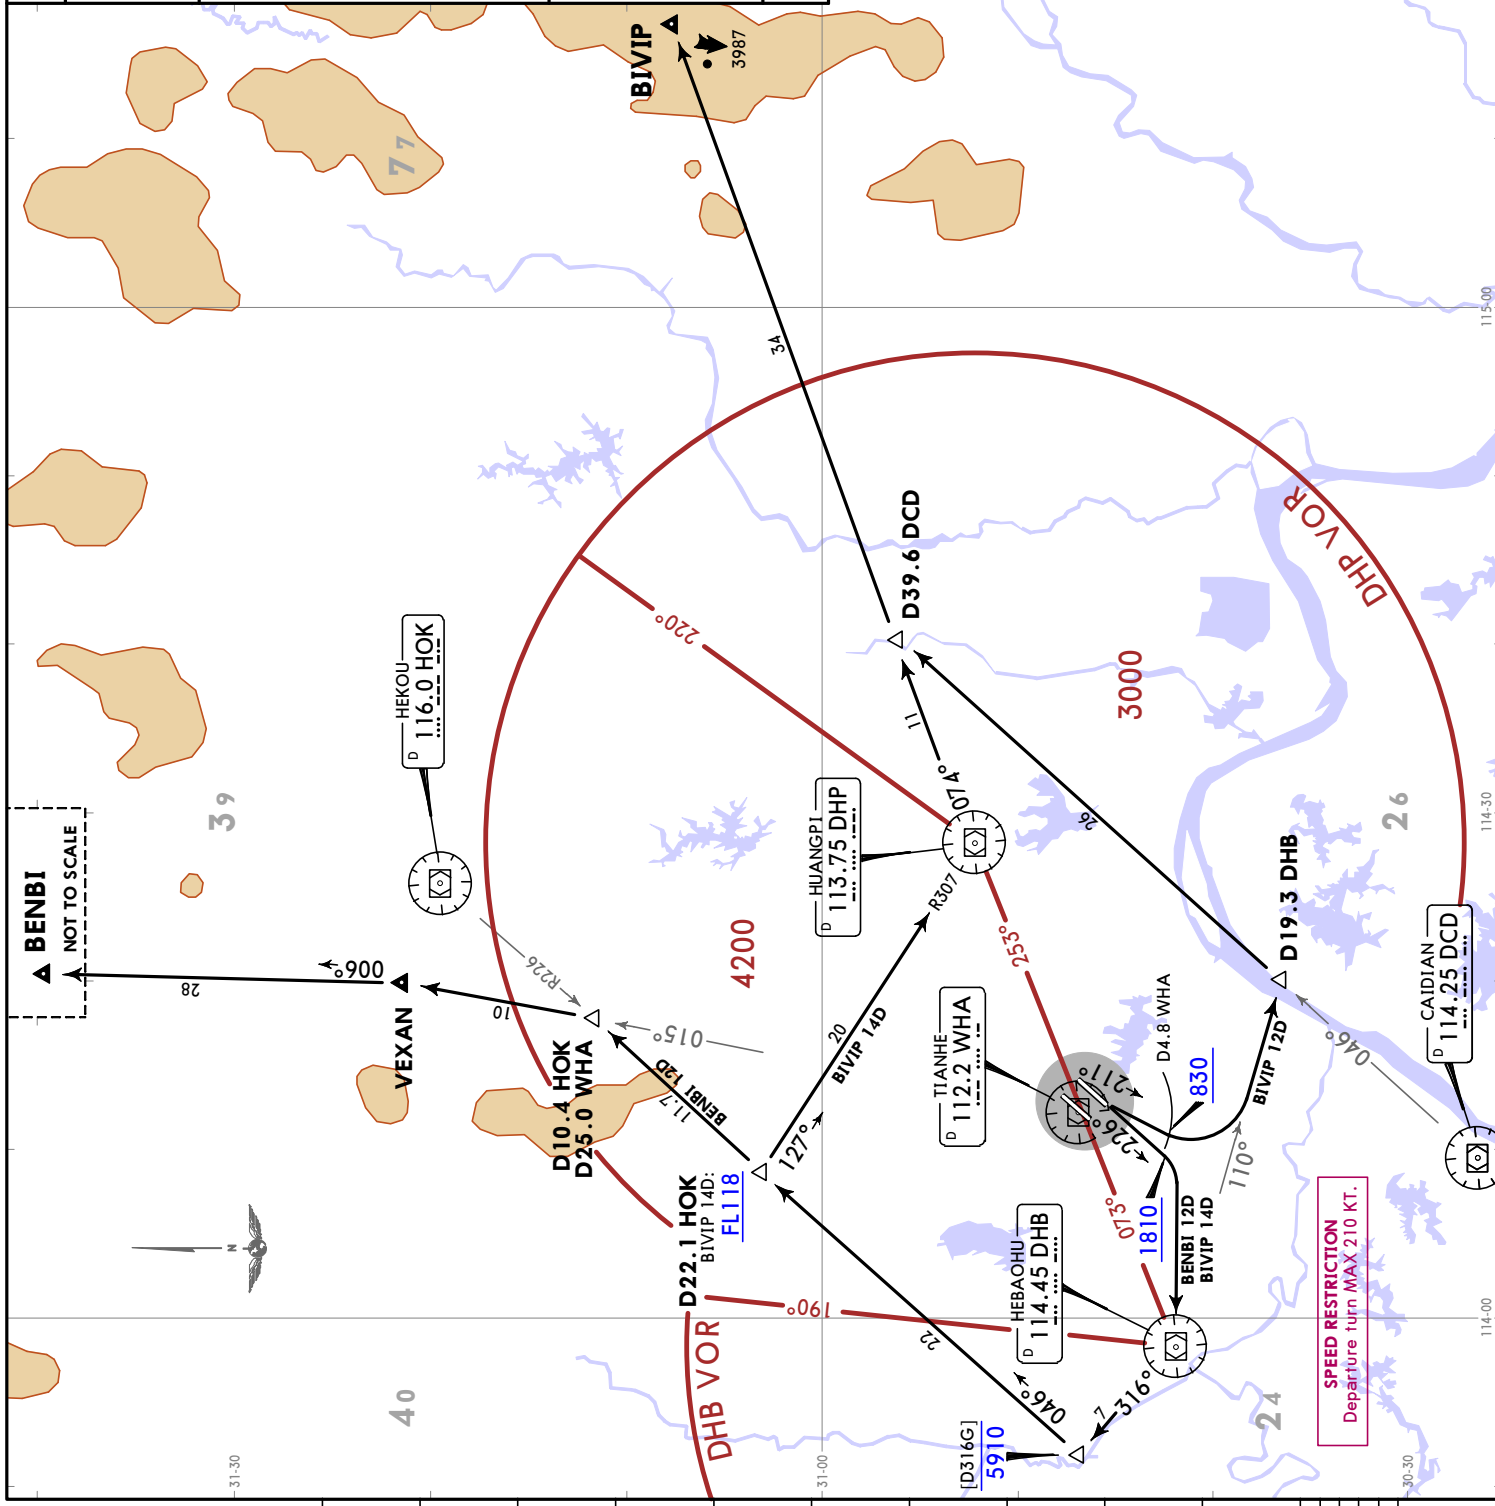 BENBI
NOT TO SCALE
28
006°
VEXAN
10
39
HEKOU
D
116.0 HOK
R226
015°
D10.4 HOK
D25.0 WHA
BENBI 12D
11.7
D22.1 HOK
BIVIP 14D:
FL118
127°
20
BIVIP 14D
R307
HUANGPI
D
113.75 DHP
074°
11
D39.6 DCD
34
BIVIP
3987
77
220°
4200
3000
253°
073°
190°
DHB VOR
DHP VOR
22
046°
[D316G]
5910
7
316°
HEBAOHU
D
114.45 DHB
TIANHE
D
112.2 WHA
211°
226°
D4.8 WHA
830
1810
BENBI 12D
BIVIP 14D
110°
BIVIP 12D
D19.3 DHB
26
046°
CAIDIAN
D
114.25 DCD
SPEED RESTRICTION
Departure turn MAX 210 KT.
40
24
26
N
31-30
31-00
30-30
114-00
114-30
115-00